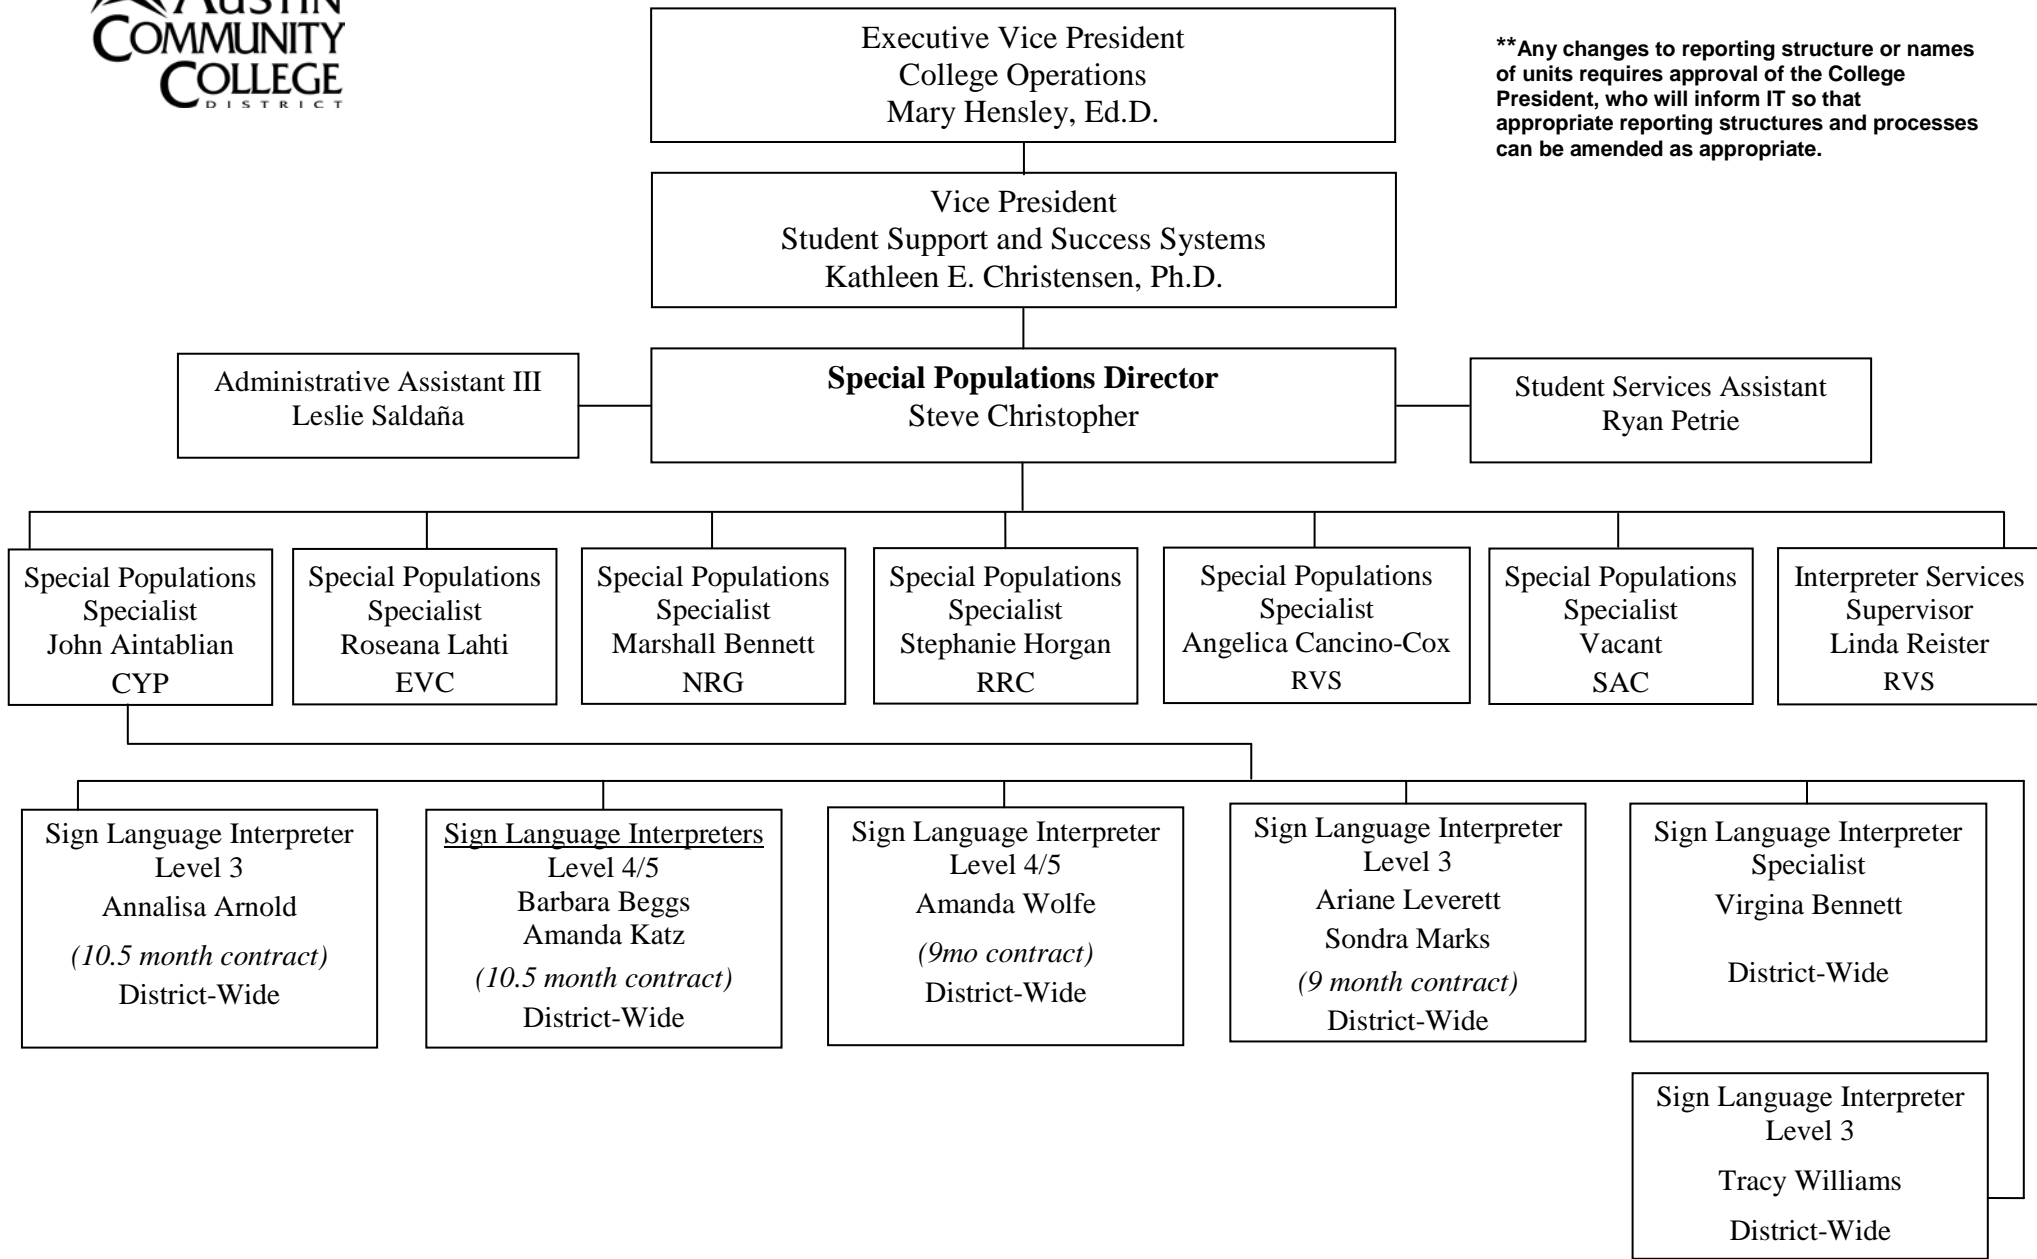 AUSTIN
COMMUNITY
COLLEGE
DISTRICT
Executive Vice President
College Operations
Mary Hensley, Ed.D.
**Any changes to reporting structure or names
of units requires approval of the College
President, who will inform IT so that
appropriate reporting structures and processes
can be amended as appropriate.
Vice President
Student Support and Success Systems
Kathleen E. Christensen, Ph.D.
Administrative Assistant III
Leslie Saldaña
Special Populations Director
Steve Christopher
Student Services Assistant
Ryan Petrie
Special Populations
Specialist
John Aintablian
CYP
Special Populations
Specialist
Roseana Lahti
EVC
Special Populations
Specialist
Marshall Bennett
NRG
Special Populations
Specialist
Stephanie Horgan
RRC
Special Populations
Specialist
Angelica Cancino-Cox
RVS
Special Populations
Specialist
Vacant
SAC
Interpreter Services
Supervisor
Linda Reister
RVS
Sign Language Interpreter
Level 3
Annalisa Arnold
(10.5 month contract)
District-Wide
Sign Language Interpreters
Level 4/5
Barbara Beggs
Amanda Katz
(10.5 month contract)
District-Wide
Sign Language Interpreter
Level 4/5
Amanda Wolfe
(9mo contract)
District-Wide
Sign Language Interpreter
Level 3
Ariane Leverett
Sondra Marks
(9 month contract)
District-Wide
Sign Language Interpreter
Specialist
Virgina Bennett
District-Wide
Sign Language Interpreter
Level 3
Tracy Williams
District-Wide